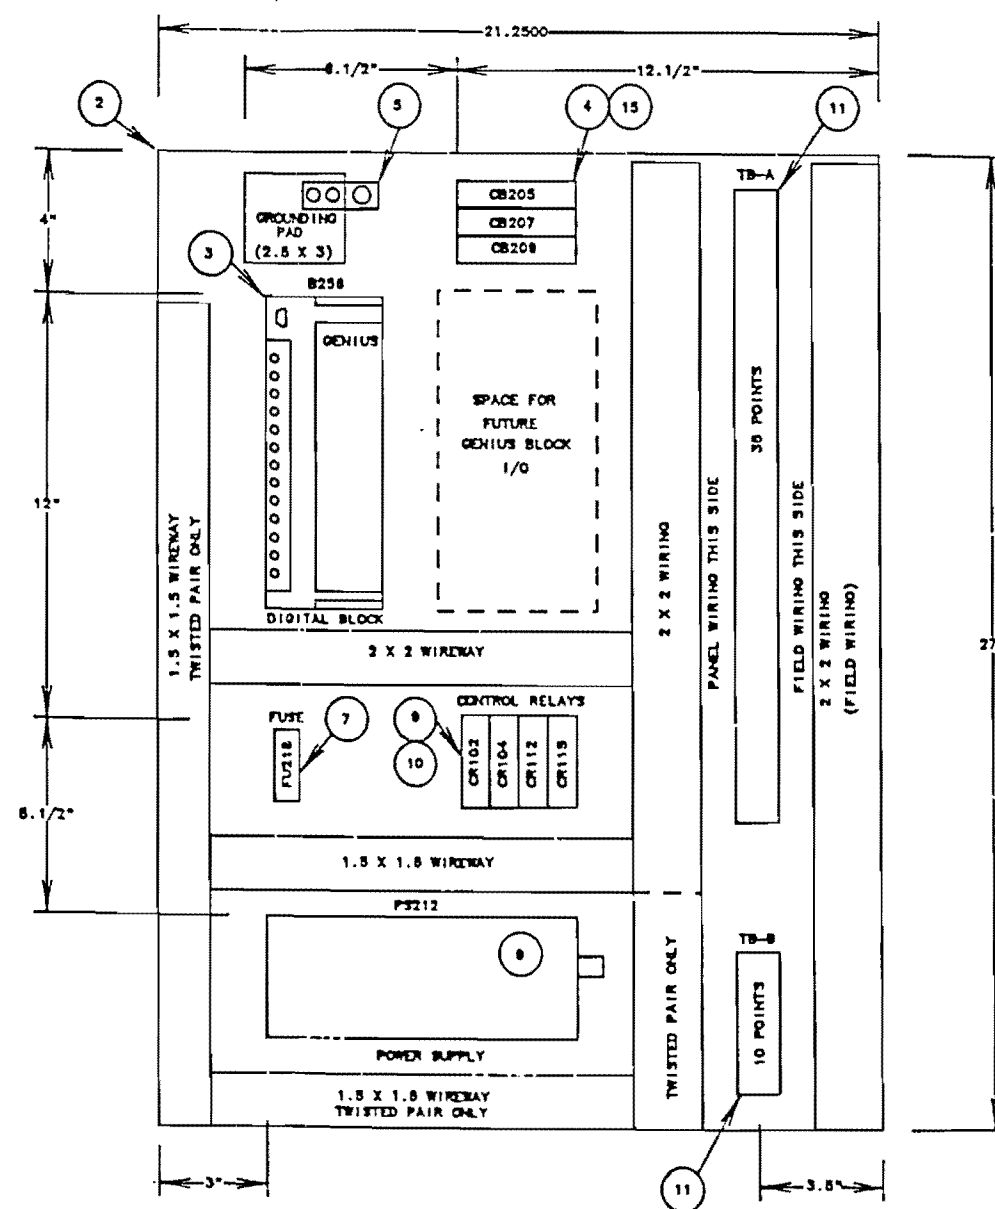 21.2500
6.1/2"
12.1/2"
2
5
4
15
11
TB-A
4"
GROUNDING
PAD
(2.5 X 3)
CB205
CB207
CB209
3
B258
GENIUS
SPACE FOR
FUTURE
GENIUS BLOCK
I/O
36 POINTS
12"
1.5 X 1.5 WIREWAY
TWISTED PAIR ONLY
2 X 2 WIRING
PANEL WIRING THIS SIDE
FIELD WIRING THIS SIDE
2 X 2 WIRING
(FIELD WIRING)
27
DIGITAL BLOCK
2 X 2 WIREWAY
FUSE
7
9
10
CONTROL RELAYS
FU218
CR102
CR104
CR112
CR115
1.5 X 1.5 WIREWAY
PS212
TB-B
TWISTED PAIR ONLY
10 POINTS
POWER SUPPLY
1.5 X 1.5 WIREWAY
TWISTED PAIR ONLY
3"
11
3.5"